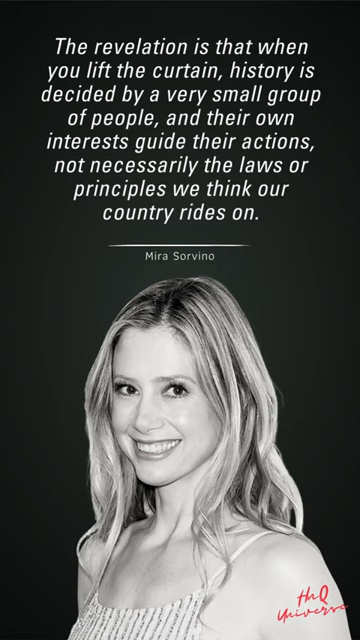 The revelation is that when
you lift the curtain, history is
decided by a very small group
of people, and their own
interests guide their actions,
not necessarily the laws or
principles we think our
country rides on.
Mira Sorvino
HnQ
Universe